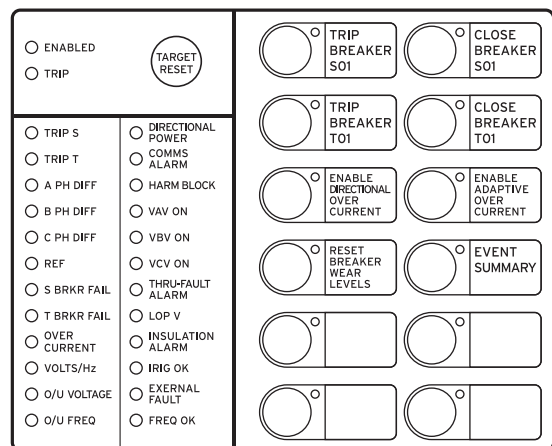 ENABLED
TRIP
TARGET
RESET
TRIP S
TRIP T
A PH DIFF
B PH DIFF
C PH DIFF
REF
S BRKR FAIL
T BRKR FAIL
OVER
CURRENT
VOLTS/Hz
O/U VOLTAGE
O/U FREQ
DIRECTIONAL
POWER
COMMS
ALARM
HARM BLOCK
VAV ON
VBV ON
VCV ON
THRU-FAULT
ALARM
LOP V
INSULATION
ALARM
IRIG OK
EXERNAL
FAULT
FREQ OK
TRIP
BREAKER
S01
CLOSE
BREAKER
S01
TRIP
BREAKER
T01
CLOSE
BREAKER
T01
ENABLE
DIRECTIONAL
OVER
CURRENT
ENABLE
ADAPTIVE
OVER
CURRENT
RESET
BREAKER
WEAR
LEVELS
EVENT
SUMMARY